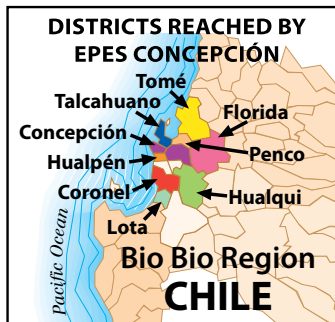 DISTRICTS REACHED BY
EPES CONCEPCIÓN
Tomé
Talcahuano
Florida
Concepción
Penco
Hualpén
Coronel
Hualqui
Lota
Pacific Ocean
Bio Bio Region
CHILE